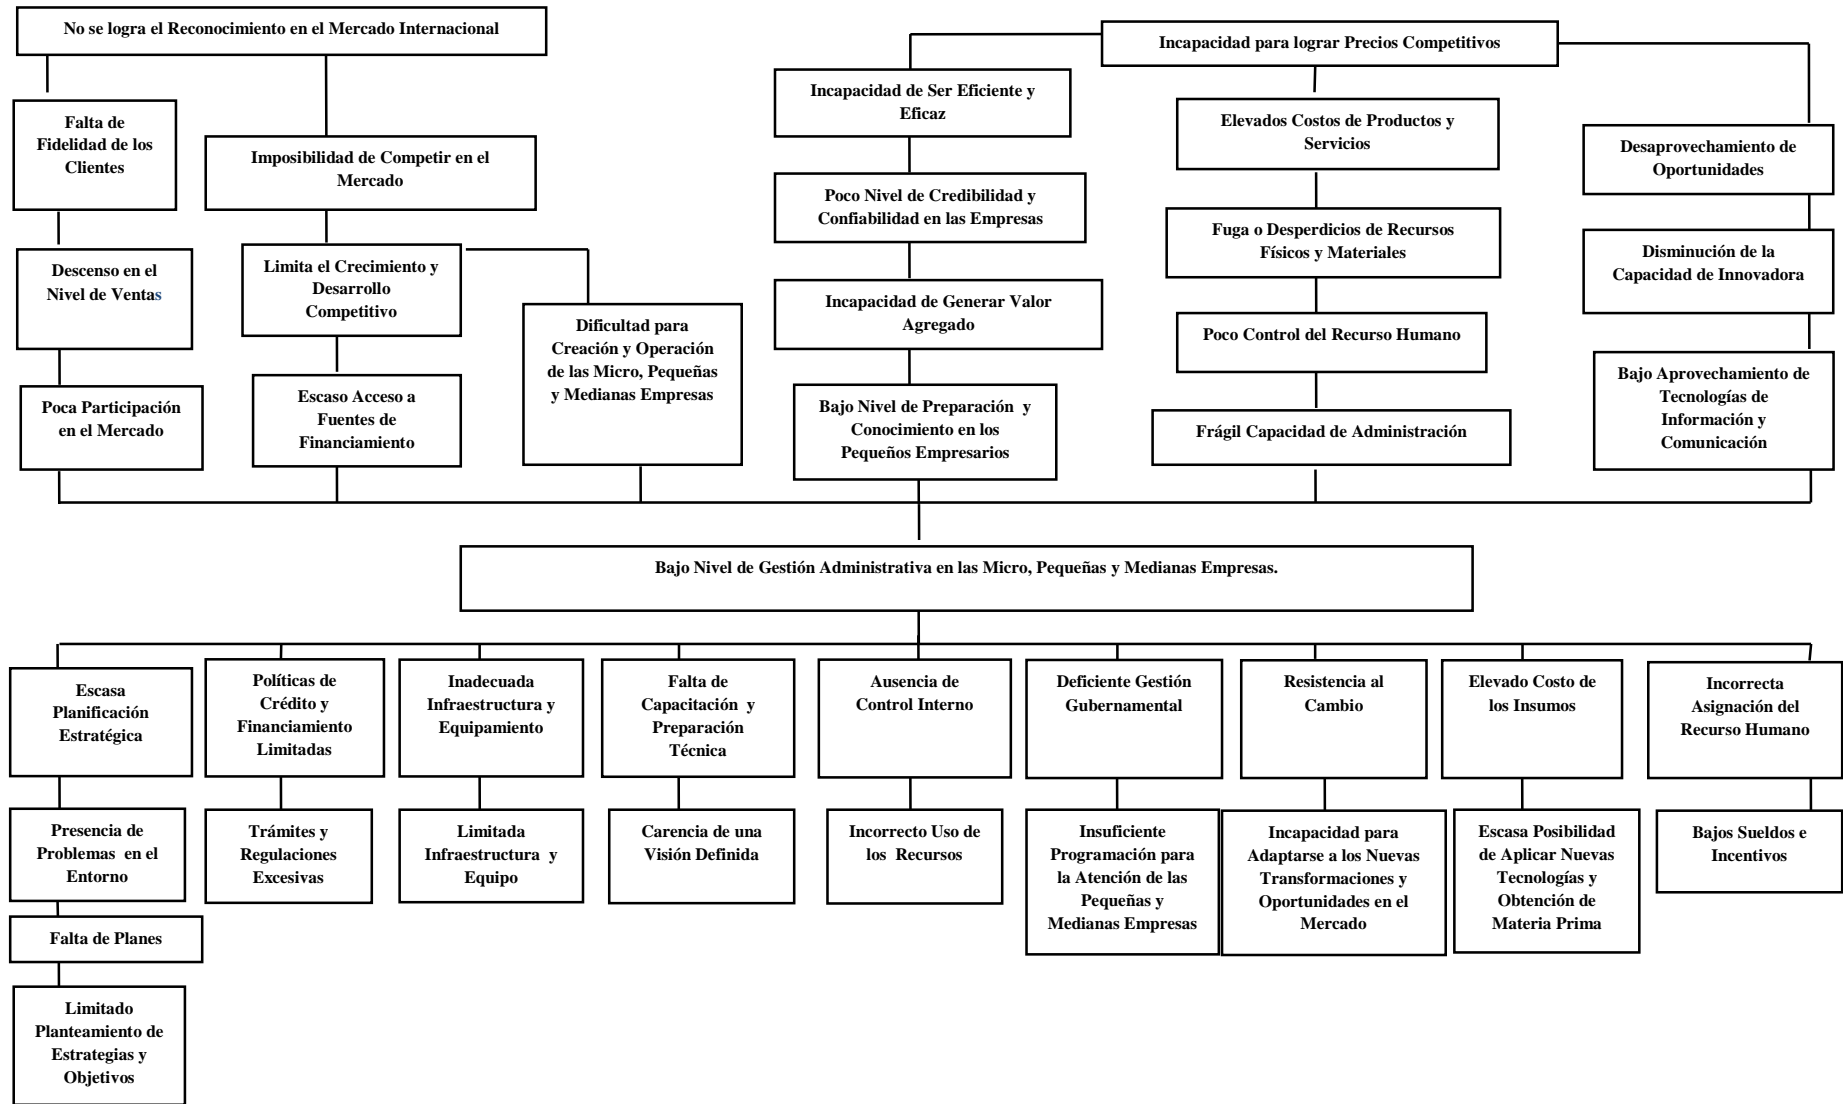 No se logra el Reconocimiento en el Mercado Internacional
Incapacidad para lograr Precios Competitivos
Falta de
Fidelidad de los
Clientes
Imposibilidad de Competir en el
Mercado
Incapacidad de Ser Eficiente y
Eficaz
Elevados Costos de Productos y
Servicios
Desaprovechamiento de
Oportunidades
Descenso en el
Nivel de Ventas
Limita el Crecimiento y
Desarrollo
Competitivo
Dificultad para
Creación y Operación
de las Micro, Pequeñas
y Medianas Empresas
Poco Nivel de Credibilidad y
Confiabilidad en las Empresas
Fuga o Desperdicios de Recursos
Físicos y Materiales
Disminución de la
Capacidad de Innovadora
Incapacidad de Generar Valor
Agregado
Poco Control del Recurso Humano
Poca Participación
en el Mercado
Escaso Acceso a
Fuentes de
Financiamiento
Bajo Nivel de Preparación y
Conocimiento en los
Pequeños Empresarios
Frágil Capacidad de Administración
Bajo Aprovechamiento de
Tecnologías de
Información y
Comunicación
Bajo Nivel de Gestión Administrativa en las Micro, Pequeñas y Medianas Empresas.
Escasa
Planificación
Estratégica
Políticas de
Crédito y
Financiamiento
Limitadas
Inadecuada
Infraestructura y
Equipamiento
Falta de
Capacitación y
Preparación
Técnica
Ausencia de
Control Interno
Deficiente Gestión
Gubernamental
Resistencia al
Cambio
Elevado Costo de
los Insumos
Incorrecta
Asignación del
Recurso Humano
Presencia de
Problemas en el
Entorno
Trámites y
Regulaciones
Excesivas
Limitada
Infraestructura y
Equipo
Carencia de una
Visión Definida
Incorrecto Uso de
los Recursos
Insuficiente
Programación para
la Atención de las
Pequeñas y
Medianas Empresas
Incapacidad para
Adaptarse a los Nuevas
Transformaciones y
Oportunidades en el
Mercado
Escasa Posibilidad
de Aplicar Nuevas
Tecnologías y
Obtención de
Materia Prima
Bajos Sueldos e
Incentivos
Falta de Planes
Limitado
Planteamiento de
Estrategias y
Objetivos